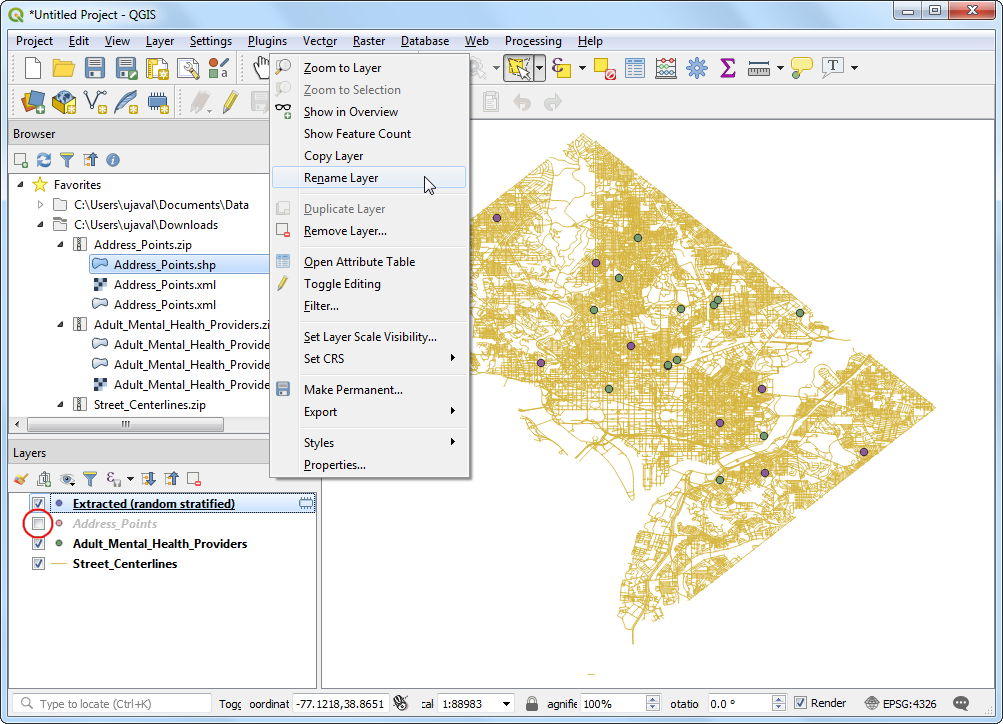 *Untitled Project - QGIS
Project Edit View Layer Settings Plugins Vector Raster Database Web Processing Help
Browser
Favorites
C:\Users\ujaval\Documents\Data
C:\Users\ujaval\Downloads
Address_Points.zip
Address_Points.shp
Address_Points.xml
Address_Points.xml
Adult_Mental_Health_Providers.zi
Adult_Mental_Health_Provide
Adult_Mental_Health_Provide
Adult_Mental_Health_Provide
Street_Centerlines.zip
Zoom to Layer
Zoom to Selection
Show in Overview
Show Feature Count
Copy Layer
Rename Layer
Duplicate Layer
Remove Layer...
Open Attribute Table
Toggle Editing
Filter...
Set Layer Scale Visibility...
Set CRS
Make Permanent...
Export
Styles
Properties...
Layers
Extracted (random stratified)
Address_Points
Adult_Mental_Health_Providers
Street_Centerlines
Type to locate (Ctrl+K) Togg oordinat -77.1218,38.8651 cal 1:88983 agnifie 100% otatio 0.0 ° Render EPSG:4326